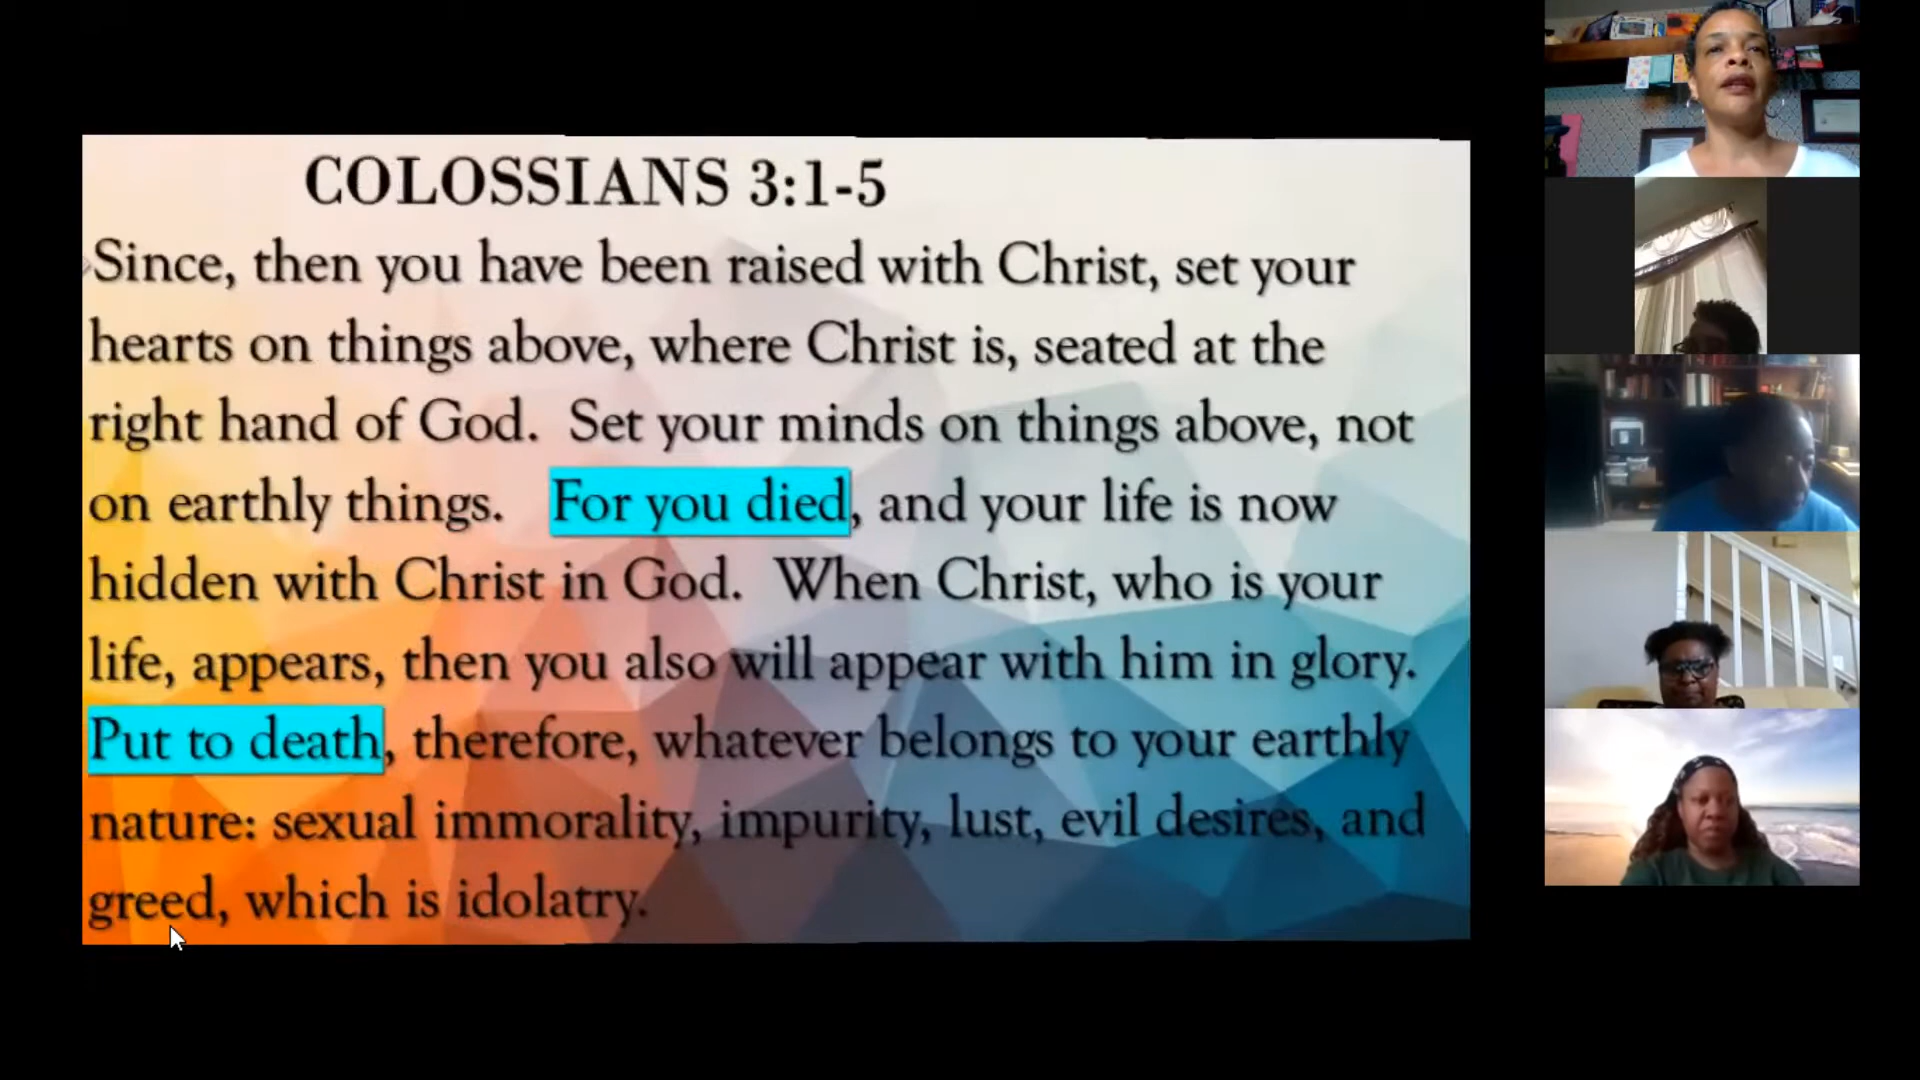 COLOSSIANS 3:1-5
Since, then you have been raised with Christ, set your
hearts on things above, where Christ is, seated at the
right hand of God. Set your minds on things above, not
on earthly things. For you died, and your life is now
hidden with Christ in God. When Christ, who is your
life, appears, then you also will appear with him in glory.
Put to death, therefore, whatever belongs to your earthly
nature: sexual immorality, impurity, lust, evil desires, and
greed, which is idolatry.